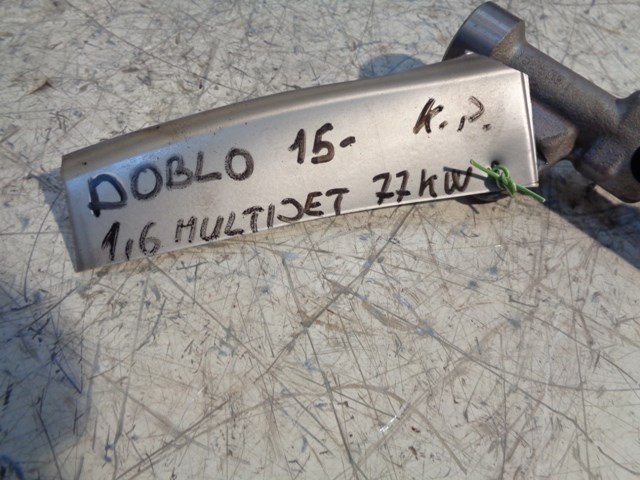 DOBLO 15- K.P.
1,6 MULTIJET 77KW